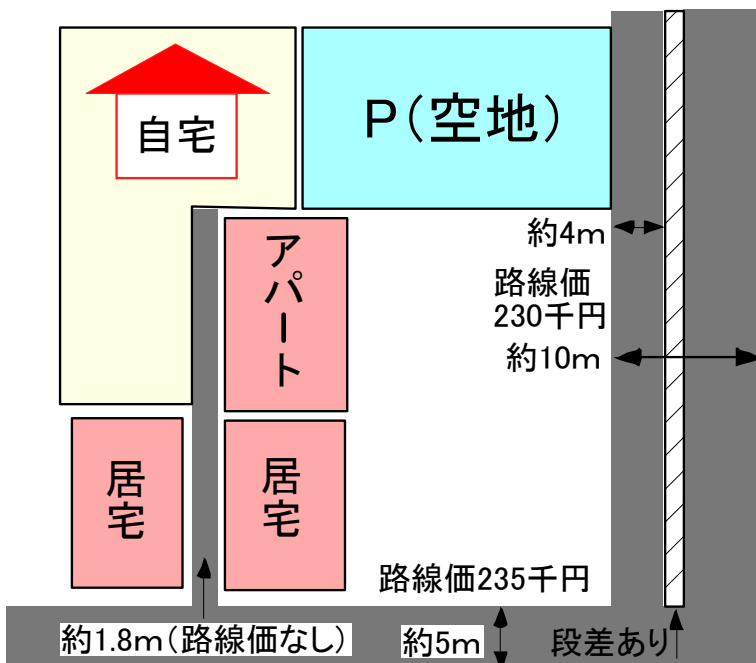 自宅
P(空地)
アパート
約4m
路線価
230千円
約10m
居宅
居宅
路線価235千円
約1.8m(路線価なし)
約5m
段差あり